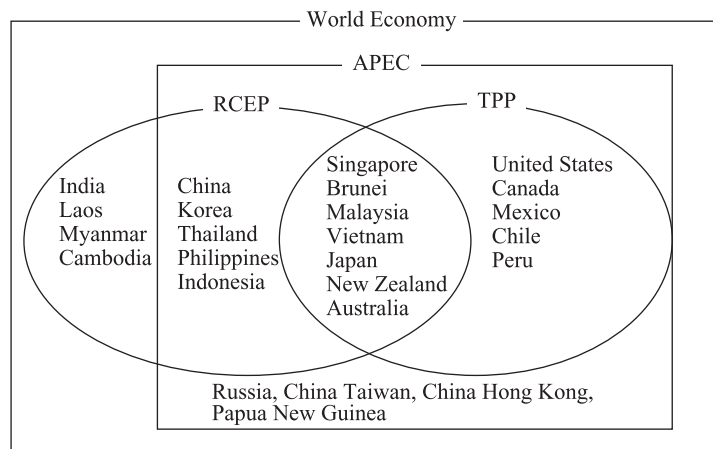 World Economy
APEC
RCEP
TPP
India
Laos
Myanmar
Cambodia
China
Korea
Thailand
Philippines
Indonesia
Singapore
Brunei
Malaysia
Vietnam
Japan
New Zealand
Australia
United States
Canada
Mexico
Chile
Peru
Russia, China Taiwan, China Hong Kong,
Papua New Guinea